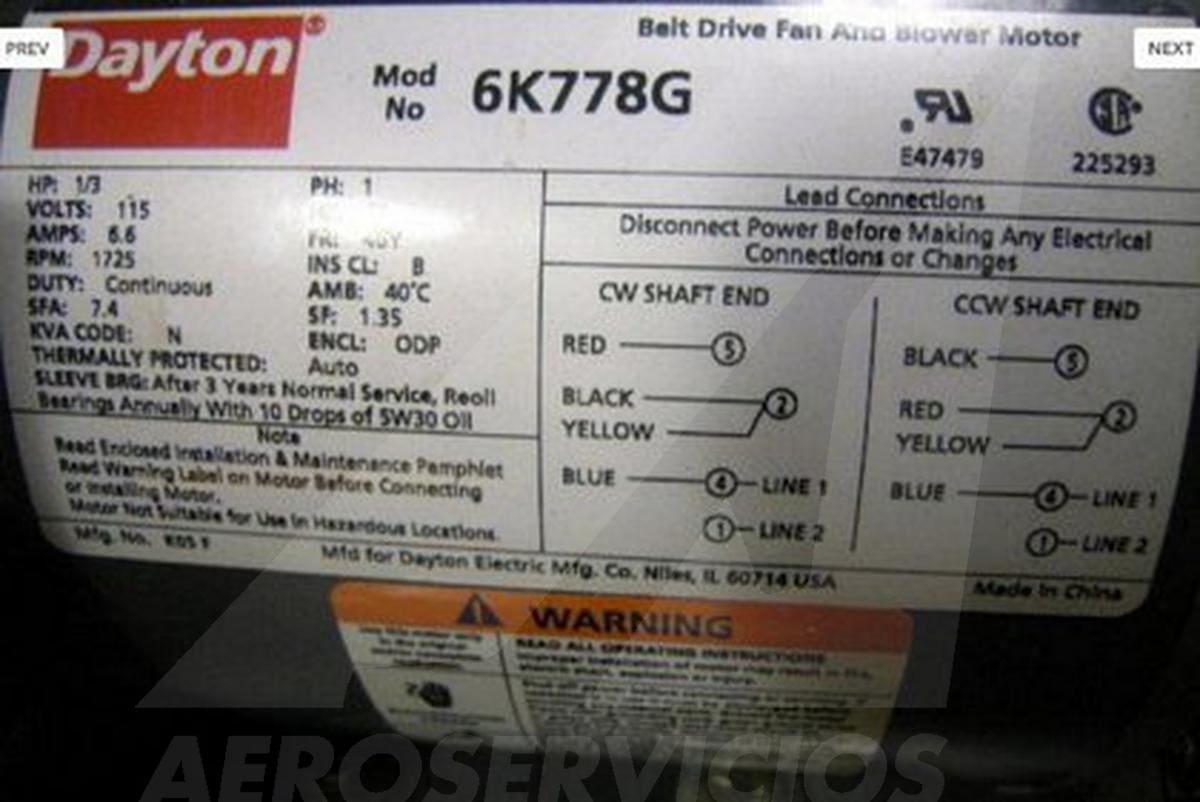 PREV
NEXT
Dayton®
Belt Drive Fan And Blower Motor
Mod No 6K778G
E47479
225293
HP: 1/3
PH: 1
VOLTS: 115
AMPS: 6.6
RPM: 1725
INS CL: B
DUTY: Continuous
AMB: 40°C
SFA: 7.4
SF: 1.35
KVA CODE: N
ENCL: ODP
THERMALLY PROTECTED: Auto
SLEEVE BRG: After 3 Years Normal Service, Reoil
Bearings Annually With 10 Drops of 5W30 Oil
Note
Read Enclosed Installation & Maintenance Pamphlet
Read Warning Label on Motor Before Connecting
or Installing Motor.
Motor Not Suitable for Use in Hazardous Locations.
Mfg. No.
Lead Connections
Disconnect Power Before Making Any Electrical
Connections or Changes
CW SHAFT END
RED 5
BLACK 2
YELLOW
BLUE 4 LINE 1
1 LINE 2
CCW SHAFT END
BLACK 5
RED 2
YELLOW
BLUE 4 LINE 1
1 LINE 2
Mfd for Dayton Electric Mfg. Co. Niles, IL 60714 USA
Made in China
WARNING
READ ALL OPERATING INSTRUCTIONS
AEROSERVICIOS